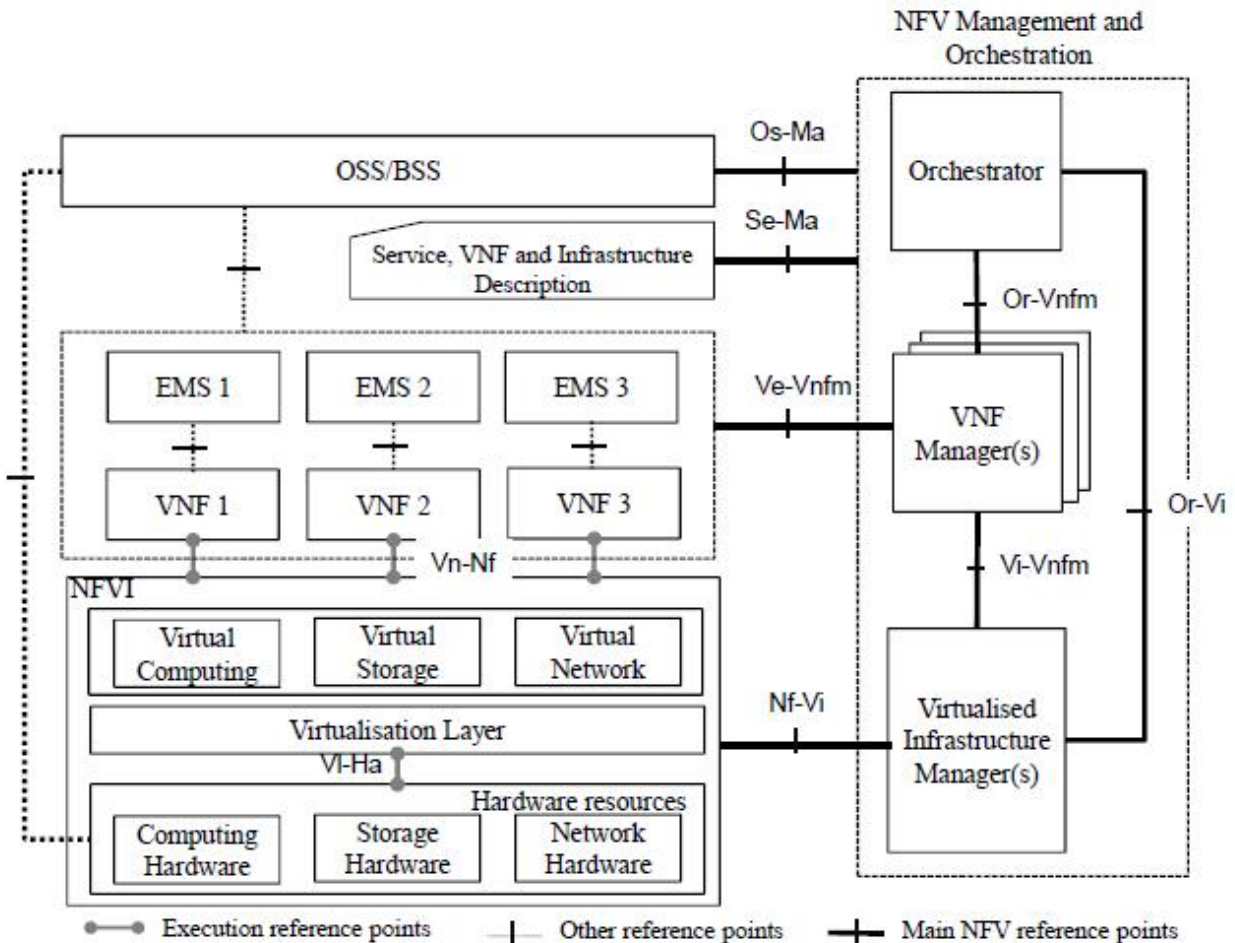 NFV Management and
Orchestration
Os-Ma
OSS/BSS
Orchestrator
Se-Ma
Service, VNF and Infrastructure
Description
Or-Vnfm
EMS 1
EMS 2
EMS 3
Ve-Vnfm
VNF
Manager(s)
VNF 1
VNF 2
VNF 3
Or-Vi
Vn-Nf
Vi-Vnfm
NFVI
Virtual
Computing
Virtual
Storage
Virtual
Network
Nf-Vi
Virtualised
Infrastructure
Manager(s)
Virtualisation Layer
Vl-Ha
Hardware resources
Computing
Hardware
Storage
Hardware
Network
Hardware
Execution reference points
Other reference points
Main NFV reference points